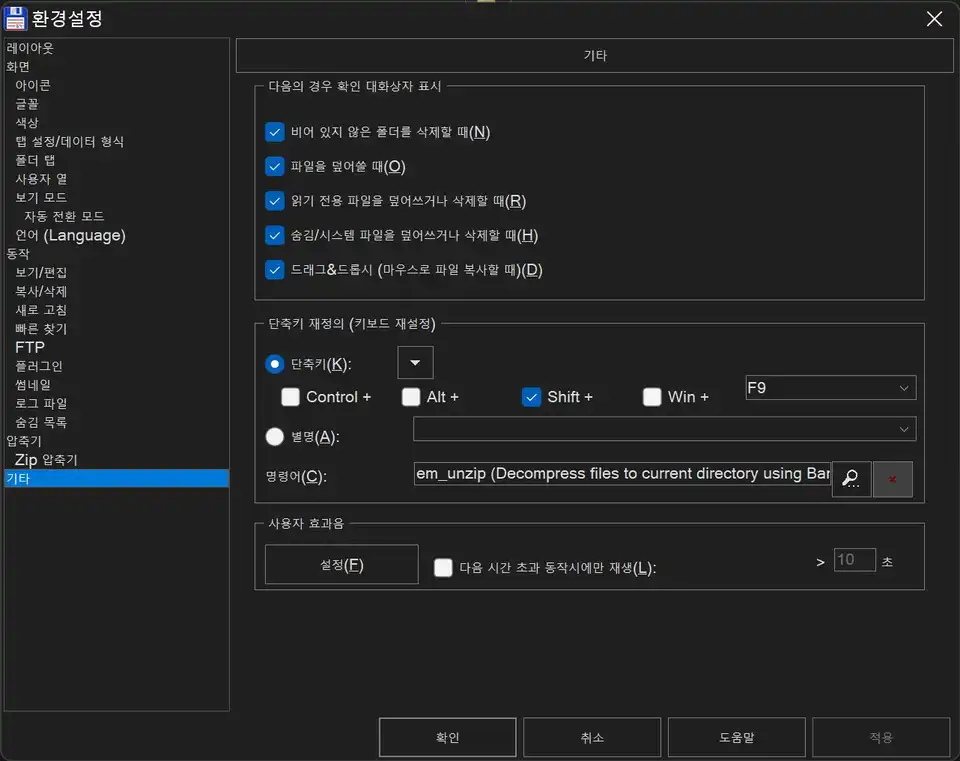 환경설정
레이아웃
화면
아이콘
글꼴
색상
탭 설정/데이터 형식
폴더 탭
사용자 열
보기 모드
자동 전환 모드
언어 (Language)
동작
보기/편집
복사/삭제
새로 고침
빠른 찾기
FTP
플러그인
썸네일
로그 파일
숨김 목록
압축기
Zip 압축기
기타
기타
다음의 경우 확인 대화상자 표시
비어 있지 않은 폴더를 삭제할 때(N)
파일을 덮어쓸 때(O)
읽기 전용 파일을 덮어쓰거나 삭제할 때(R)
숨김/시스템 파일을 덮어쓰거나 삭제할 때(H)
드래그&드롭시 (마우스로 파일 복사할 때)(D)
단축키 재정의 (키보드 재설정)
단축키(K):
Control + Alt + Shift + Win + F9
별명(A):
명령어(C): em_unzip (Decompress files to current directory using Ban
사용자 효과음
설정(F) 다음 시간 초과 동작시에만 재생(L): > 10 초
확인 취소 도움말 적용